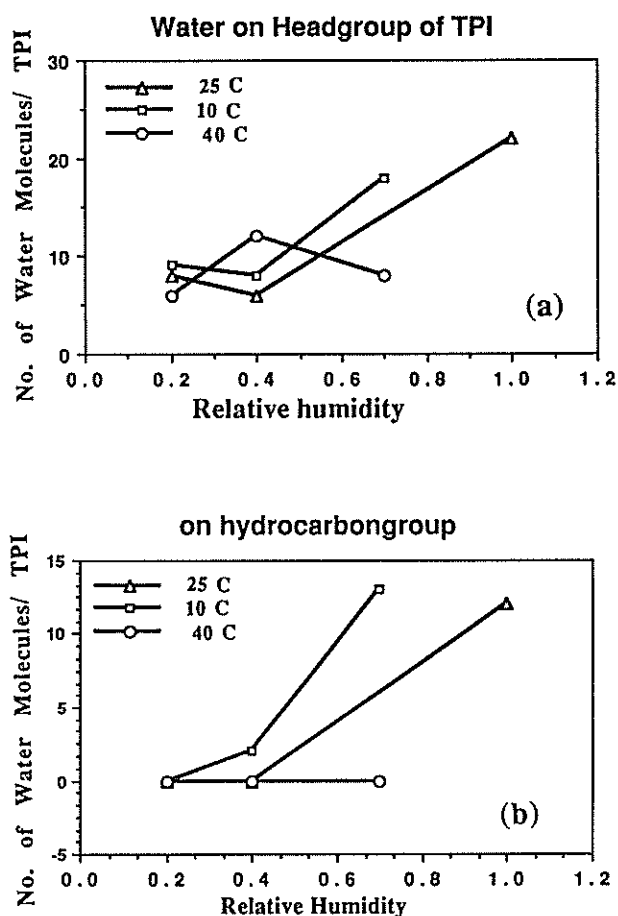 Water on Headgroup of TPI
No. of Water Molecules/ TPI
30
20
10
0
25 C
10 C
40 C
(a)
0.0 0.2 0.4 0.6 0.8 1.0 1.2
Relative humidity
on hydrocarbongroup
No. of Water Molecules/ TPI
15
10
5
0
-5
25 C
10 C
40 C
(b)
0.0 0.2 0.4 0.6 0.8 1.0 1.2
Relative Humidity